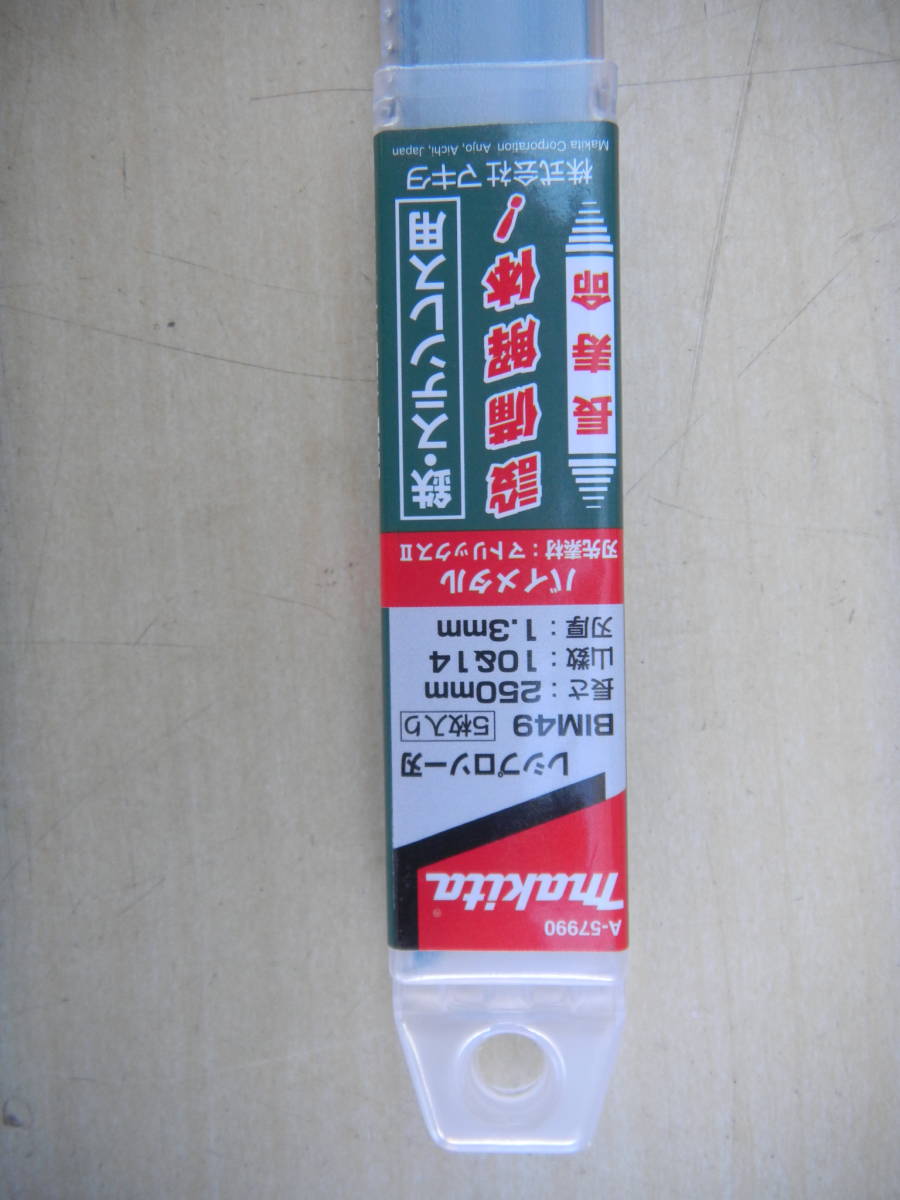 A-57990
makita®
レシプロソー刃
BIM49 5枚入り
長さ：250mm
山数：10&14
刃厚：1.3mm
バイメタル
刃先素材：マトリックスⅡ
鉄・ステンレス用
設備解体！
長寿命
株式会社マキタ
Makita Corporation Anjo, Aichi, Japan